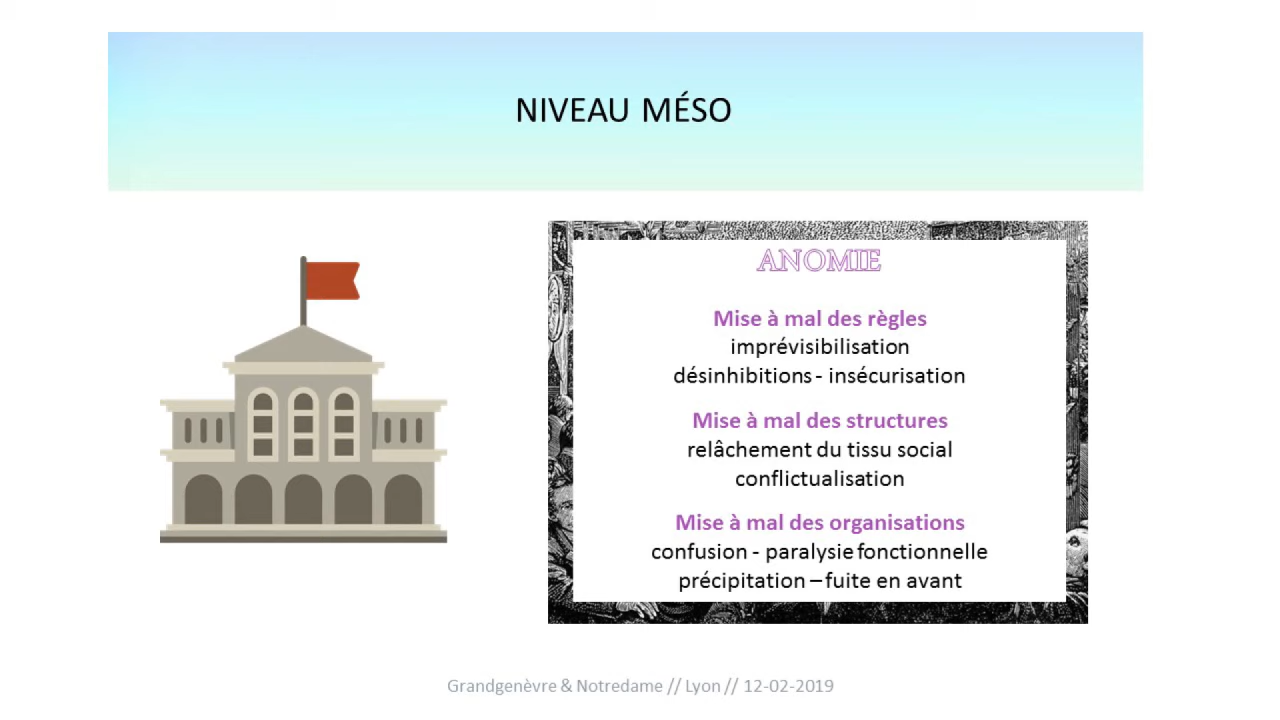 NIVEAU MÉSO
ANOMIE
Mise à mal des règles
imprévisibilisation
désinhibitions - insécurisation
Mise à mal des structures
relâchement du tissu social
conflictualisation
Mise à mal des organisations
confusion - paralysie fonctionnelle
précipitation – fuite en avant
Grandgenèvre & Notredame // Lyon // 12-02-2019